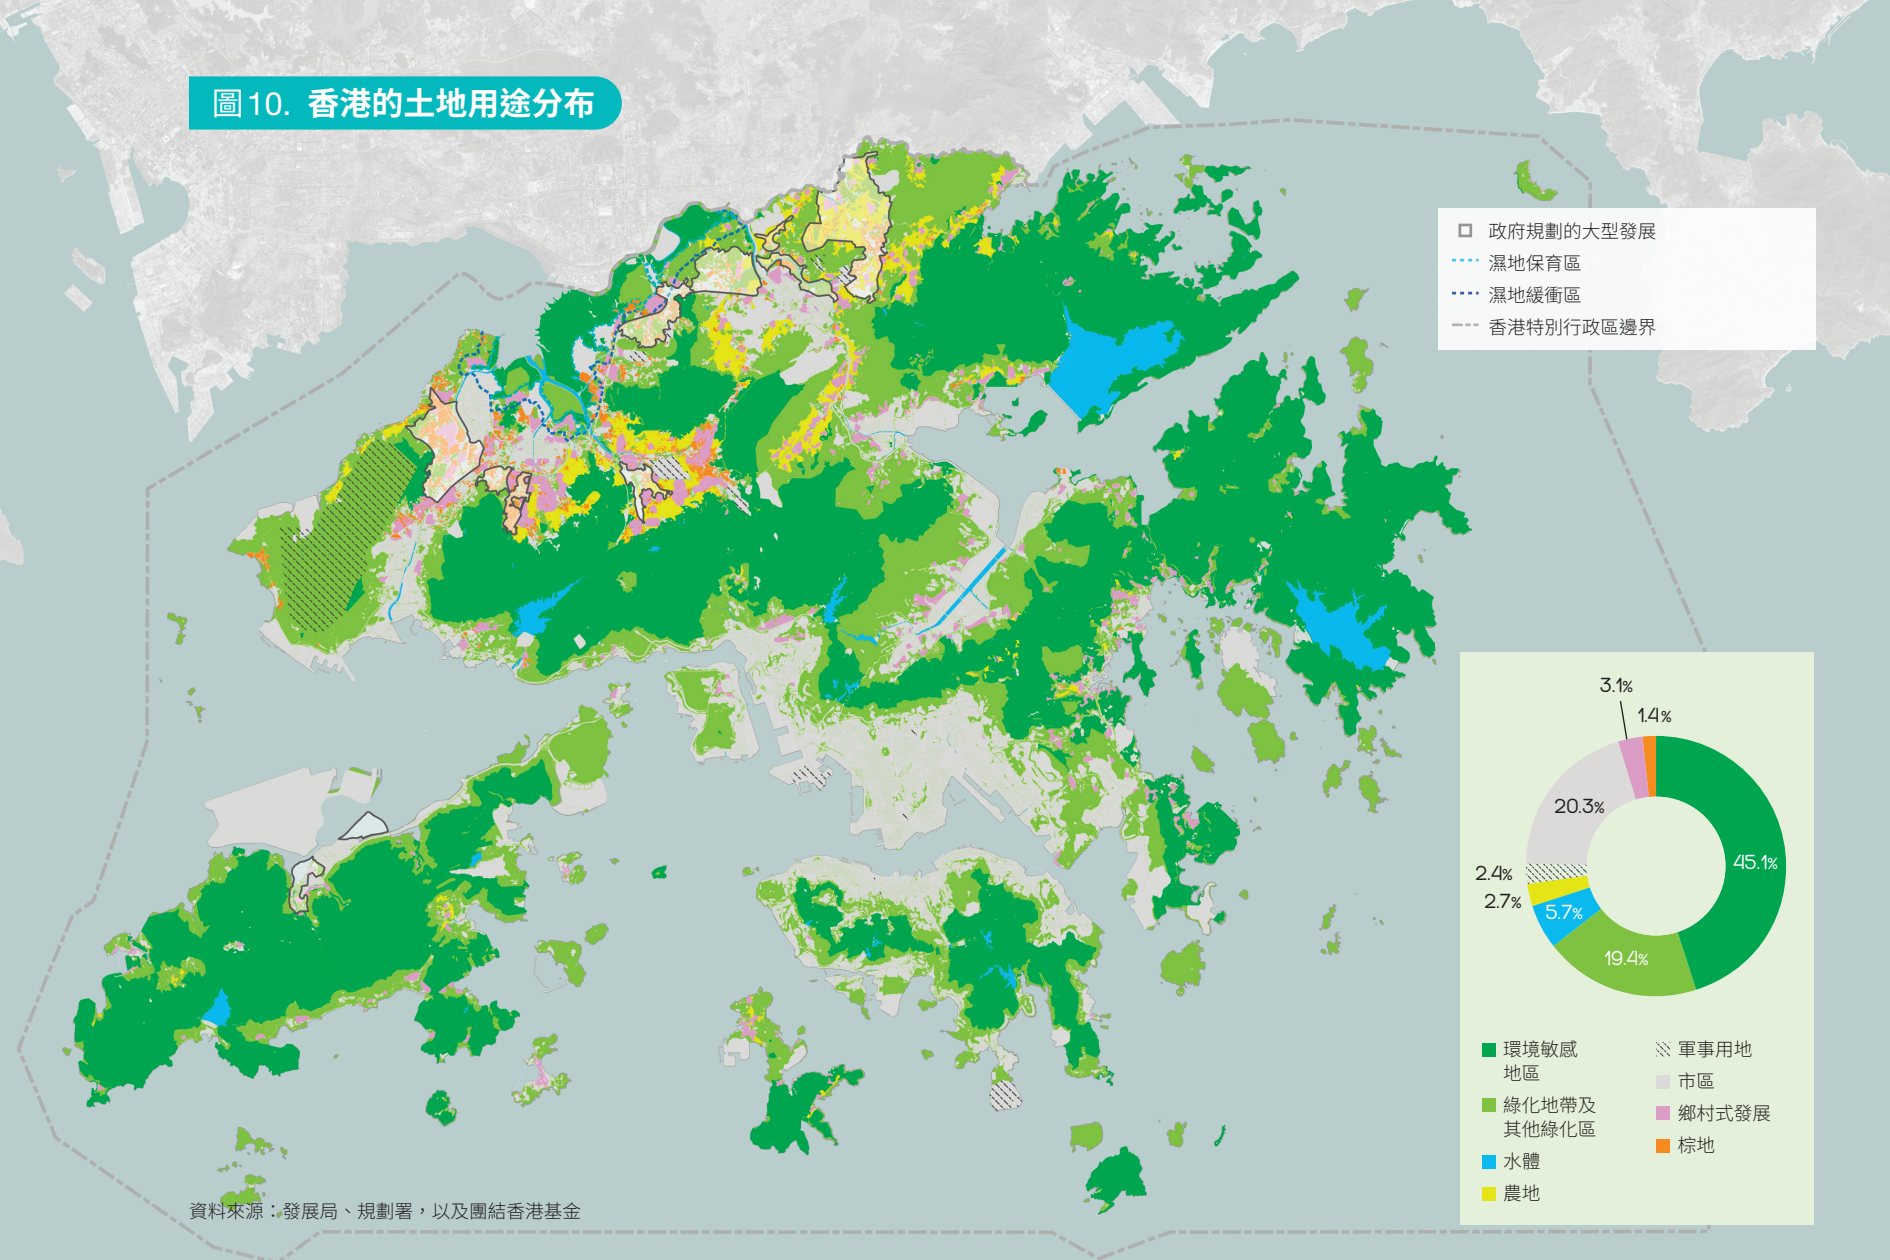 圖10. 香港的土地用途分布
政府規劃的大型發展
濕地保育區
濕地緩衝區
香港特別行政區邊界
3.1%
1.4%
20.3%
45.1%
2.4%
2.7%
5.7%
19.4%
環境敏感
地區
綠化地帶及
其他綠化區
水體
農地
軍事用地
市區
鄉村式發展
棕地
資料來源：發展局、規劃署，以及團結香港基金